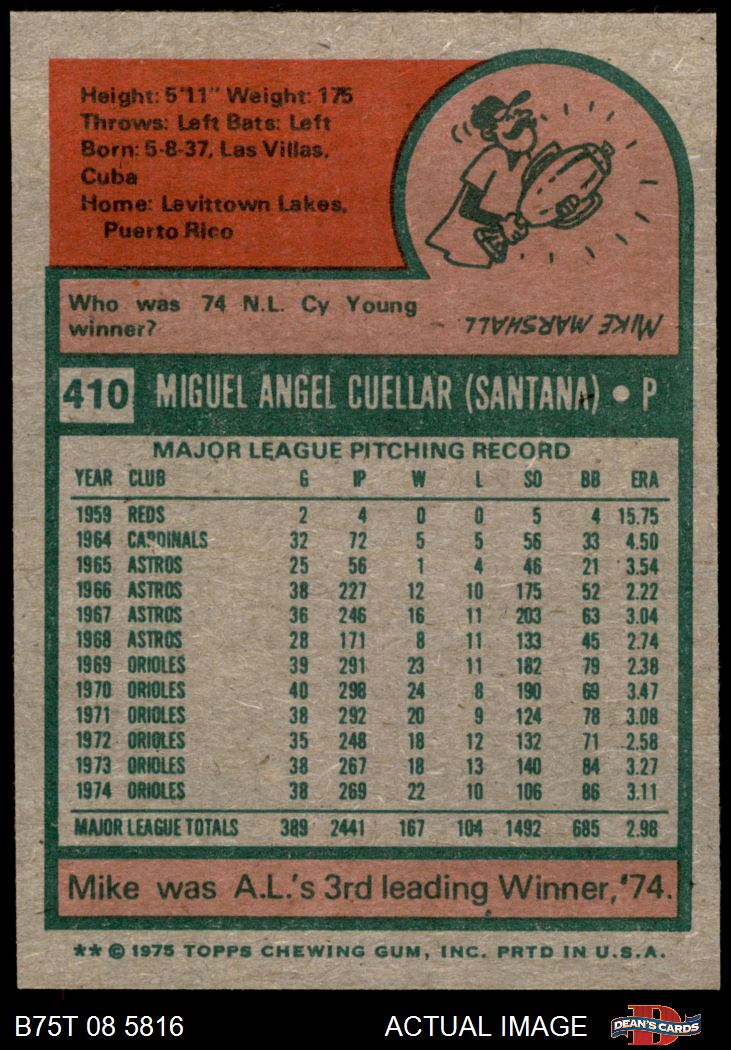 Height: 5'11" Weight: 175
Throws: Left Bats: Left
Born: 5-8-37, Las Villas,
Cuba
Home: Levittown Lakes,
Puerto Rico
Who was 74 N.L. Cy Young
winner?
MIKE MARSHALL
410 MIGUEL ANGEL CUELLAR (SANTANA) • P
MAJOR LEAGUE PITCHING RECORD
YEAR CLUB G IP W L SO BB ERA
1959 REDS 2 4 0 0 5 4 15.75
1964 CARDINALS 32 72 5 5 56 33 4.50
1965 ASTROS 25 56 1 4 46 21 3.54
1966 ASTROS 38 227 12 10 175 52 2.22
1967 ASTROS 36 246 16 11 203 63 3.04
1968 ASTROS 28 171 8 11 133 45 2.74
1969 ORIOLES 39 291 23 11 182 79 2.38
1970 ORIOLES 40 298 24 8 190 69 3.47
1971 ORIOLES 38 292 20 9 124 78 3.08
1972 ORIOLES 35 248 18 12 132 71 2.58
1973 ORIOLES 38 267 18 13 140 84 3.27
1974 ORIOLES 38 269 22 10 106 86 3.11
MAJOR LEAGUE TOTALS 389 2441 167 104 1492 685 2.98
Mike was A.L.'s 3rd leading Winner, '74.
** © 1975 TOPPS CHEWING GUM, INC. PRTD IN U.S.A.
B75T 08 5816 ACTUAL IMAGE D DEAN'S CARDS